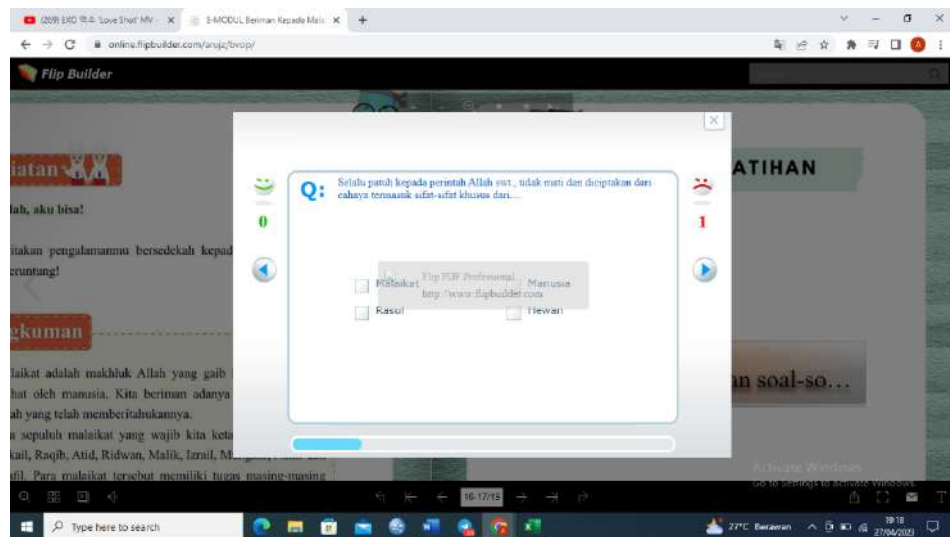 (269) EXO 엑소 'Love Shot' MV -
E-MODUL Beriman Kepada Mala
online.flipbuilder.com/anujz/bvop/
Flip Builder
iatan
ATIHAN
lah, aku bisa!
itakan pengalamanmu bersedekah kepad
eruntung!
gkuman
laikat adalah makhluk Allah yang gaib
hat oleh manusia. Kita beriman adanya
ah yang telah memberitahukannya.
a sepuluh malaikat yang wajib kita keta
kail, Raqib, Atid, Ridwan, Malik, Izrail, M
fil. Para malaikat tersebut memiliki tugas masing-masing
Q: Selalu patuh kepada perintah Allah swt., tidak mati dan diciptakan dari
cahaya termasuk sifat-sifat khusus dari....
0
1
Malaikat
Manusia
Rasul
Hewan
Flip PDF Professional
http://www.flipbuilder.com
an soal-so...
Activate Windows
Go to Settings to activate Windows.
16-17/18
Type here to search
27°C Berawan
19:18
27/04/2023